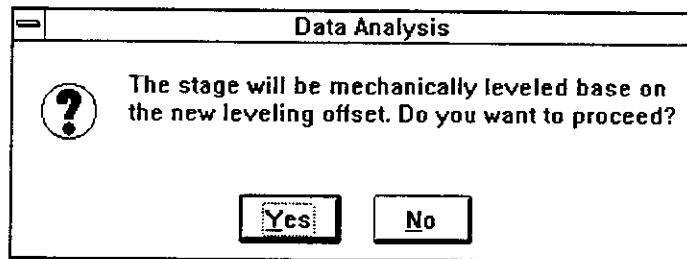 Data Analysis
The stage will be mechanically leveled base on
the new leveling offset. Do you want to proceed?
Yes No